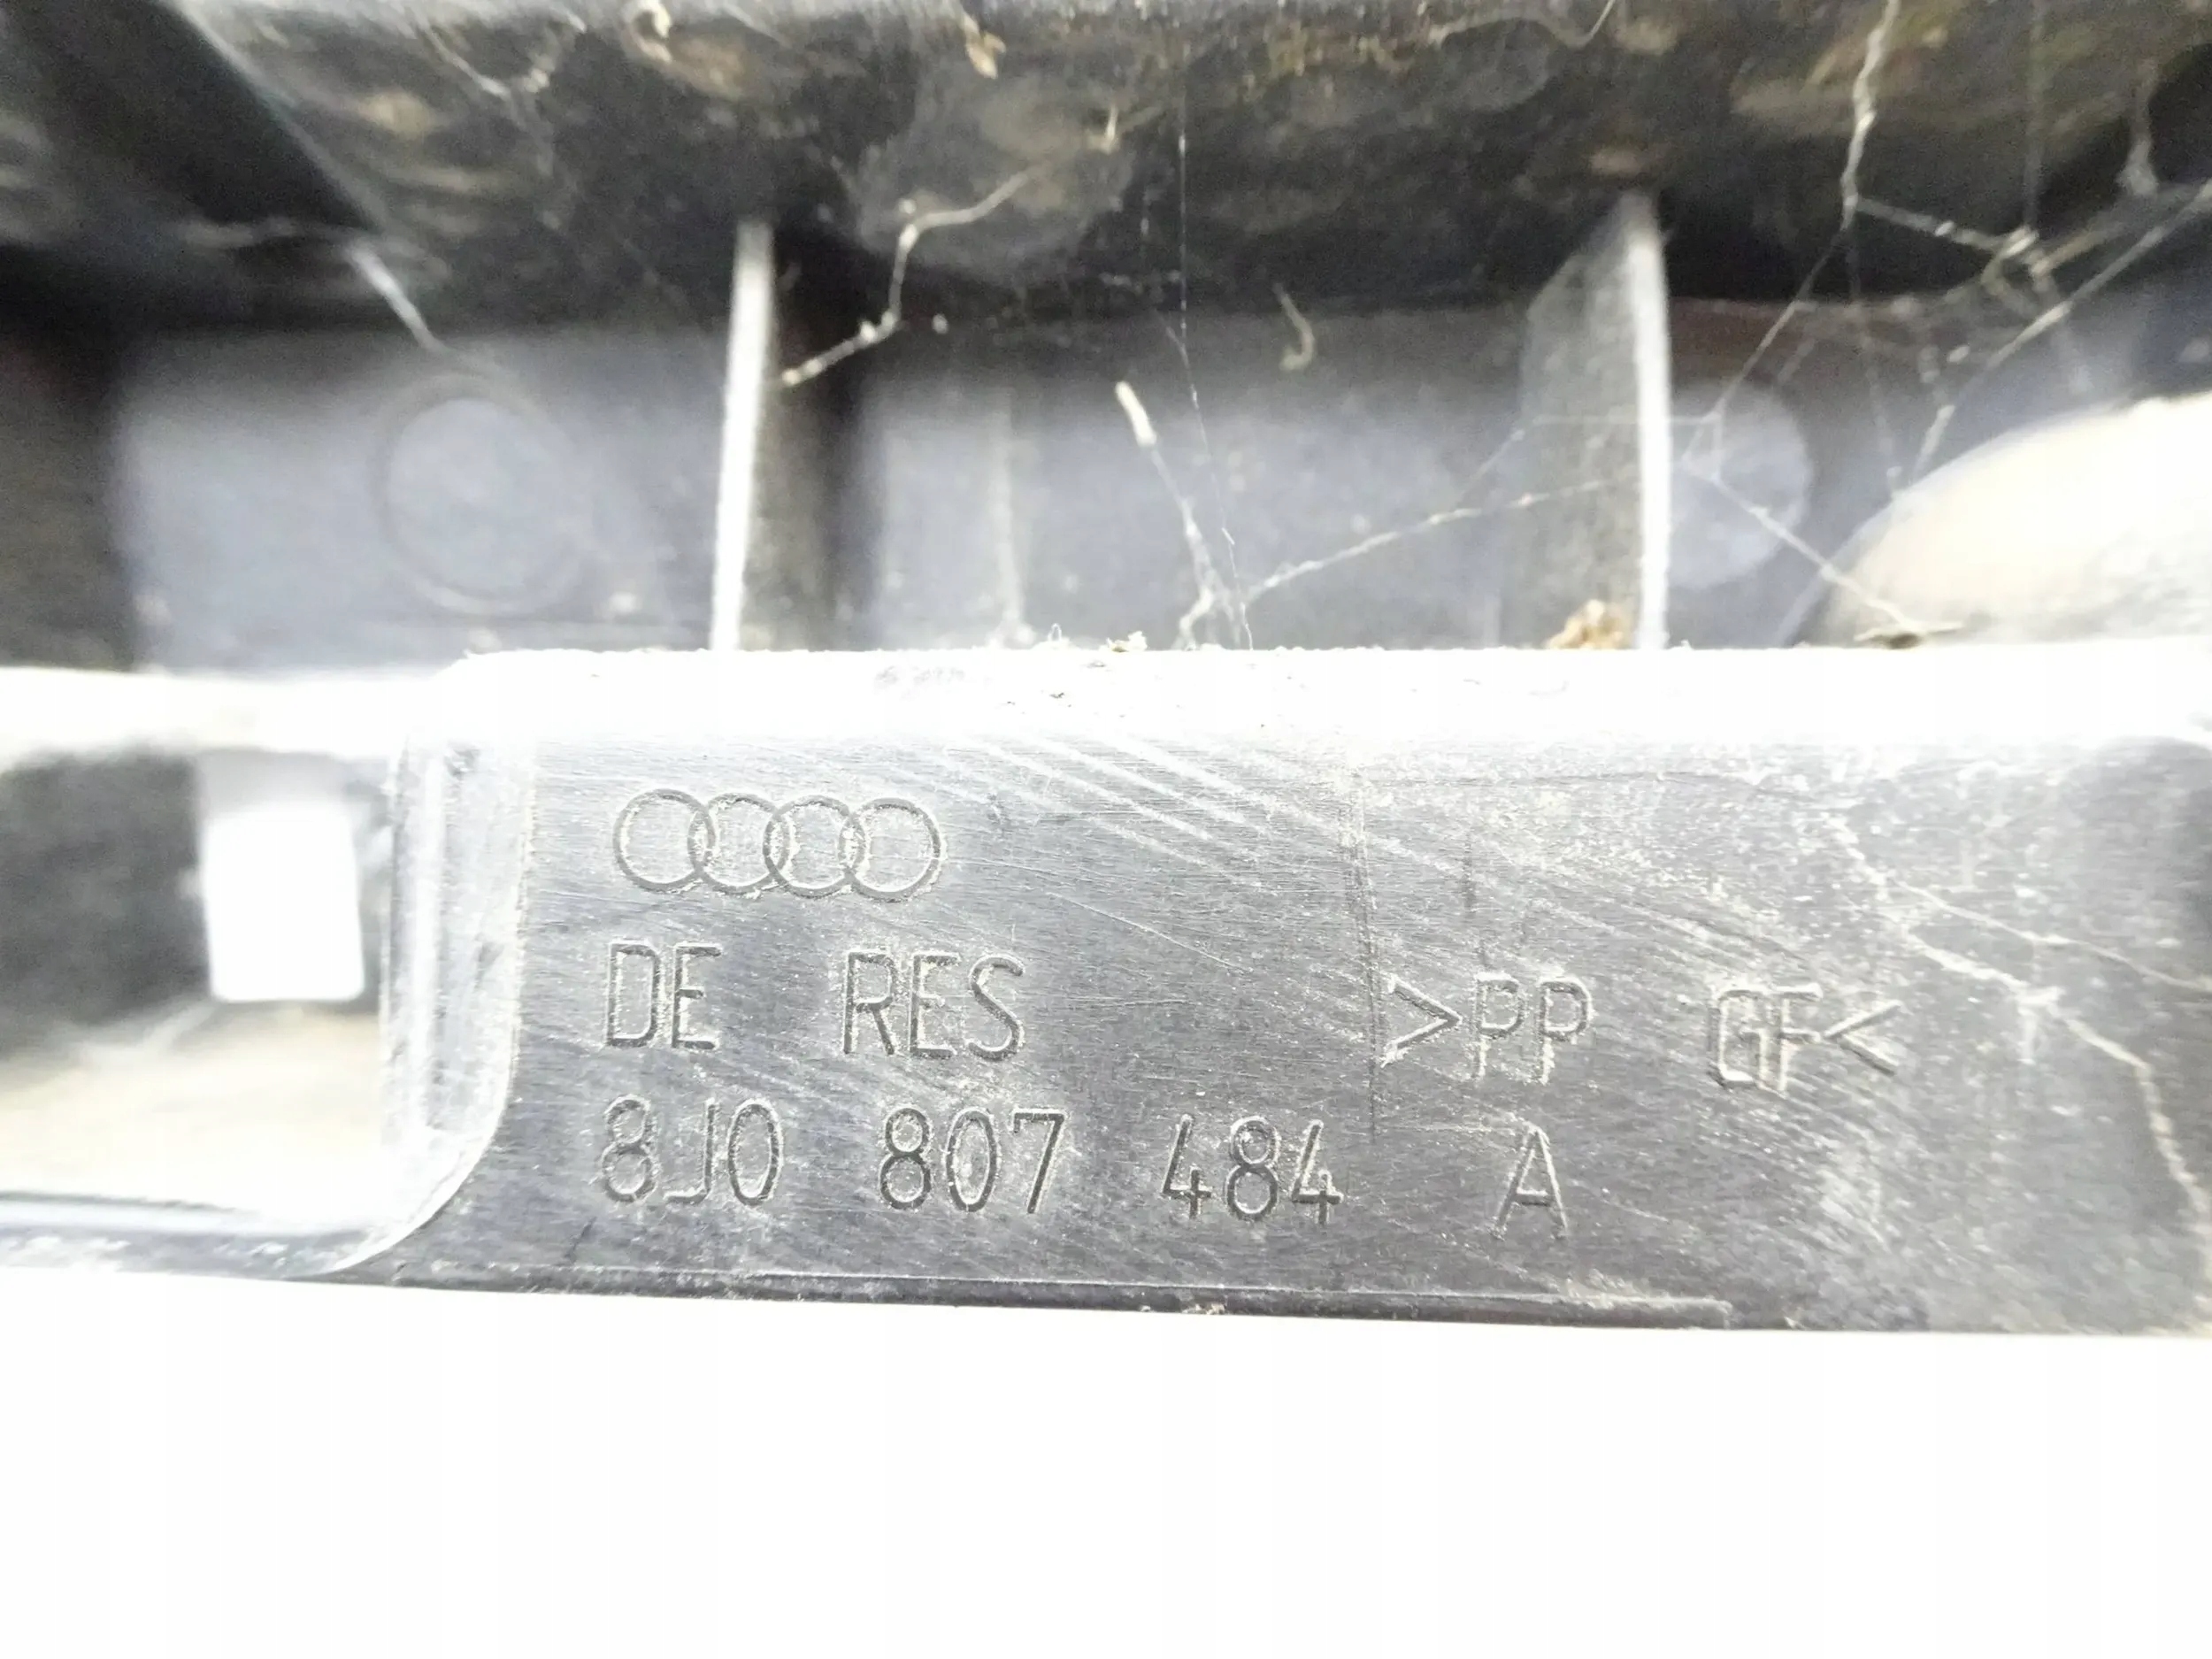 DE RES
>PP GF<
8J0 807 484 A